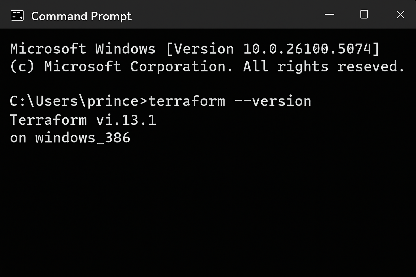 Command Prompt
Microsoft Windows [Version 10.0.26100.5074]
(c) Microsoft Corporation. All rights reseved.
C:\Users\prince>terraform --version
Terraform vi.13.1
on windows_386